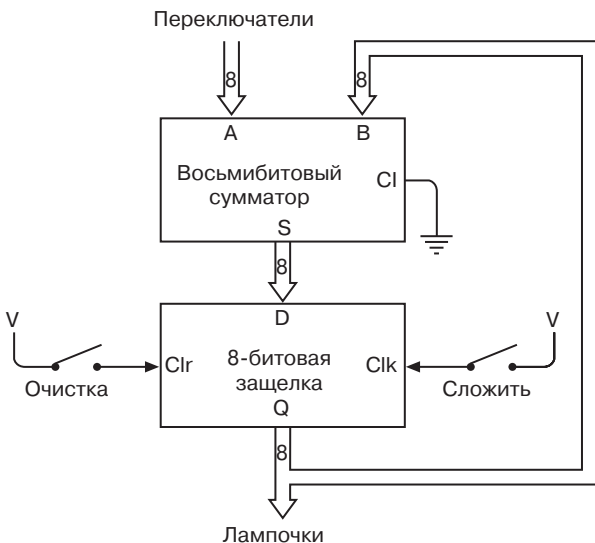 Переключатели
8
8
A
B
Восьмибитовый
сумматор
CI
S
8
V
V
D
Clr
8-битовая
защелка
Clk
Очистка
Сложить
Q
8
Лампочки